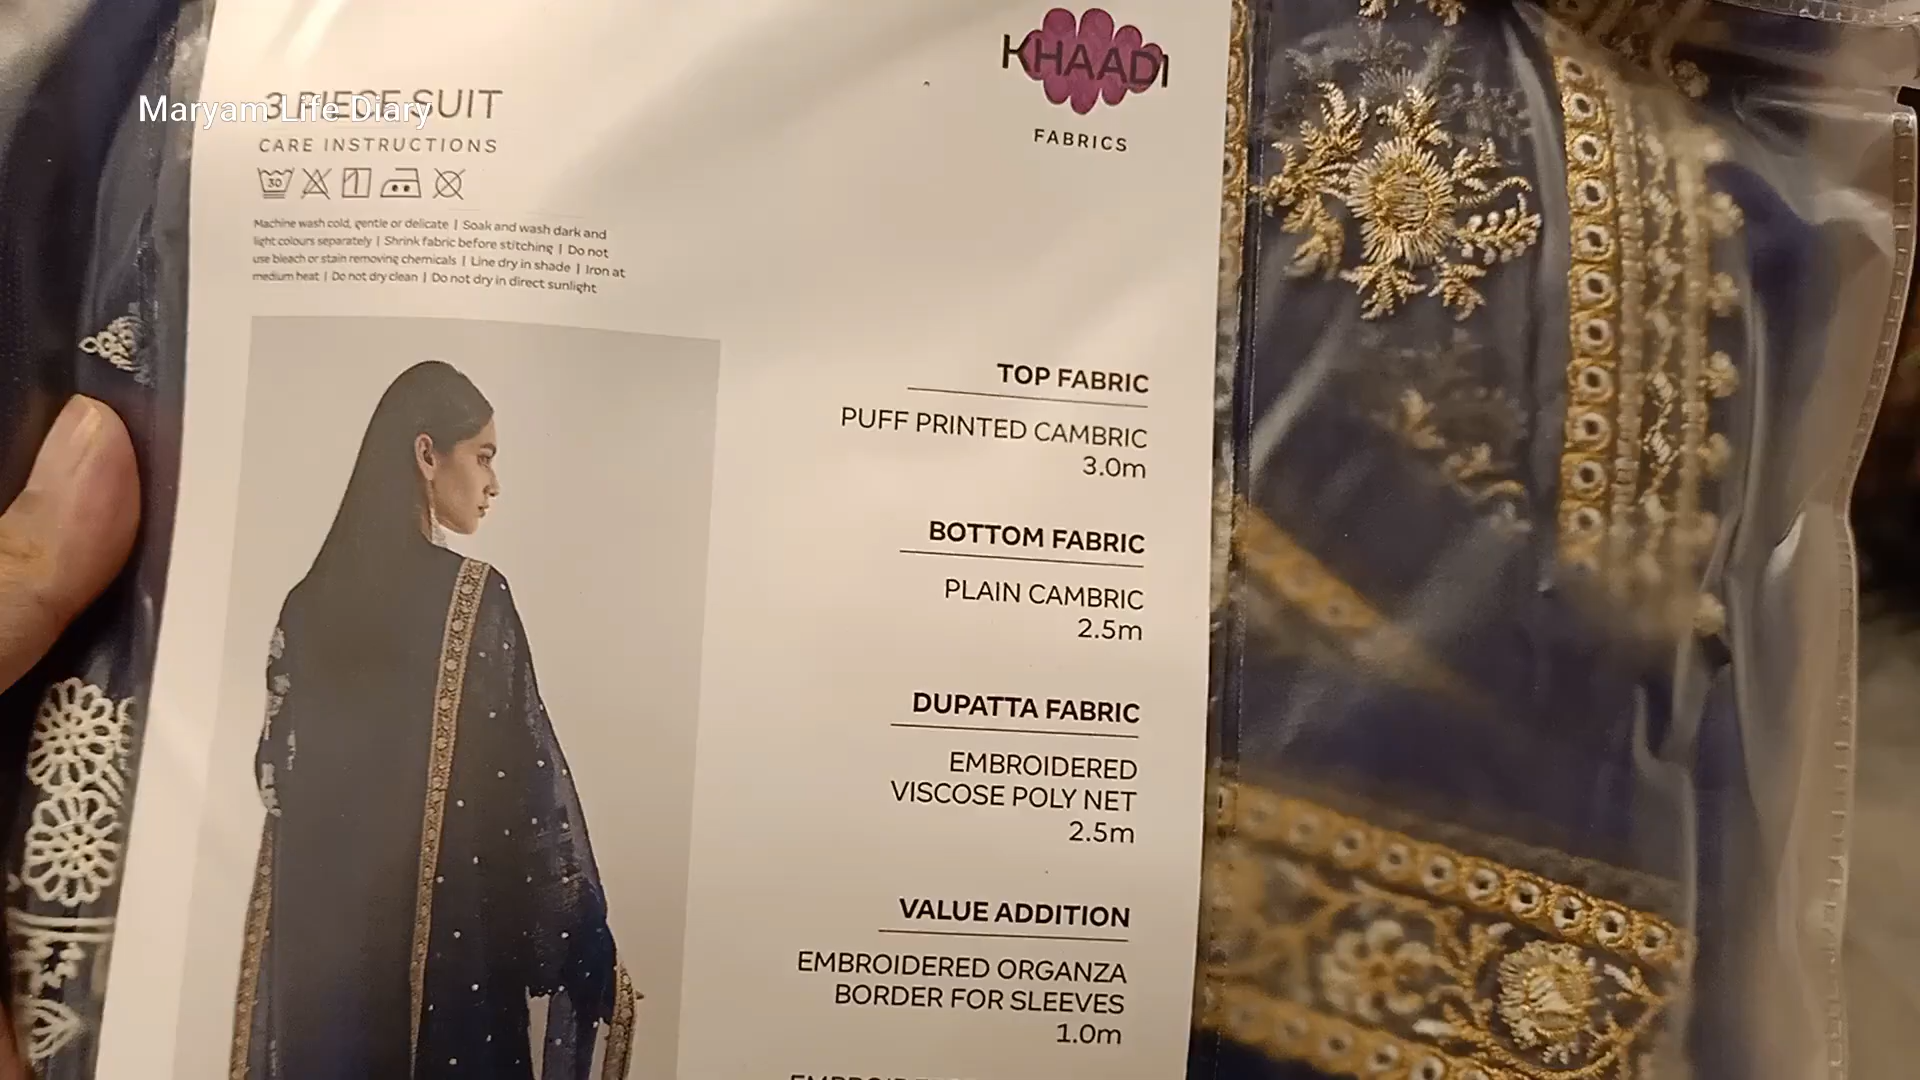 KHAADI
FABRICS
Maryam Life Diary
3 PIECE SUIT
CARE INSTRUCTIONS
30
Machine wash cold, gentle or delicate | Soak and wash dark and
light colours separately | Shrink fabric before stitching | Do not
use bleach or stain removing chemicals | Line dry in shade | Iron at
medium heat | Do not dry clean | Do not dry in direct sunlight
TOP FABRIC
PUFF PRINTED CAMBRIC
3.0m
BOTTOM FABRIC
PLAIN CAMBRIC
2.5m
DUPATTA FABRIC
EMBROIDERED
VISCOSE POLY NET
2.5m
VALUE ADDITION
EMBROIDERED ORGANZA
BORDER FOR SLEEVES
1.0m